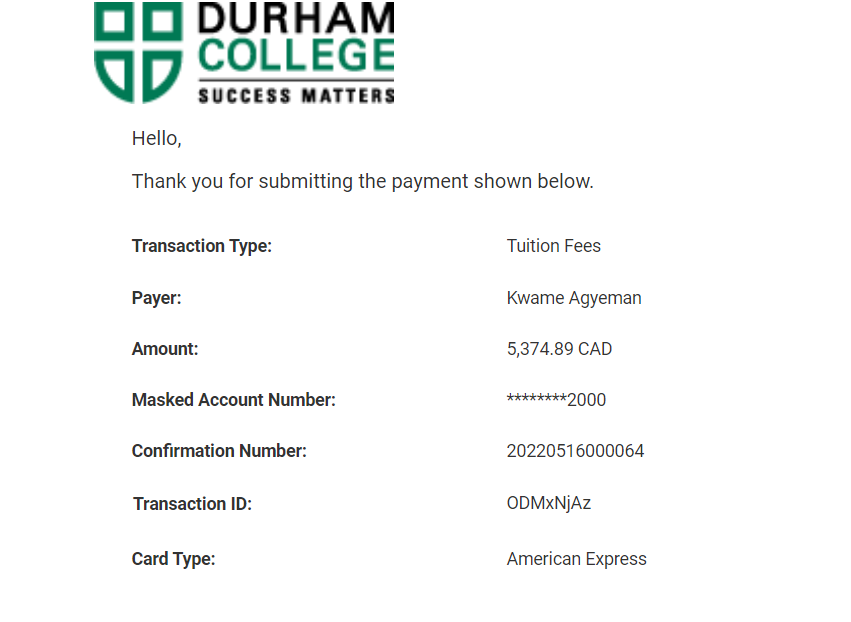 DURHAM
COLLEGE
SUCCESS MATTERS
Hello,
Thank you for submitting the payment shown below.
Transaction Type: Tuition Fees
Payer: Kwame Agyeman
Amount: 5,374.89 CAD
Masked Account Number: ********2000
Confirmation Number: 20220516000064
Transaction ID: ODMxNjAz
Card Type: American Express